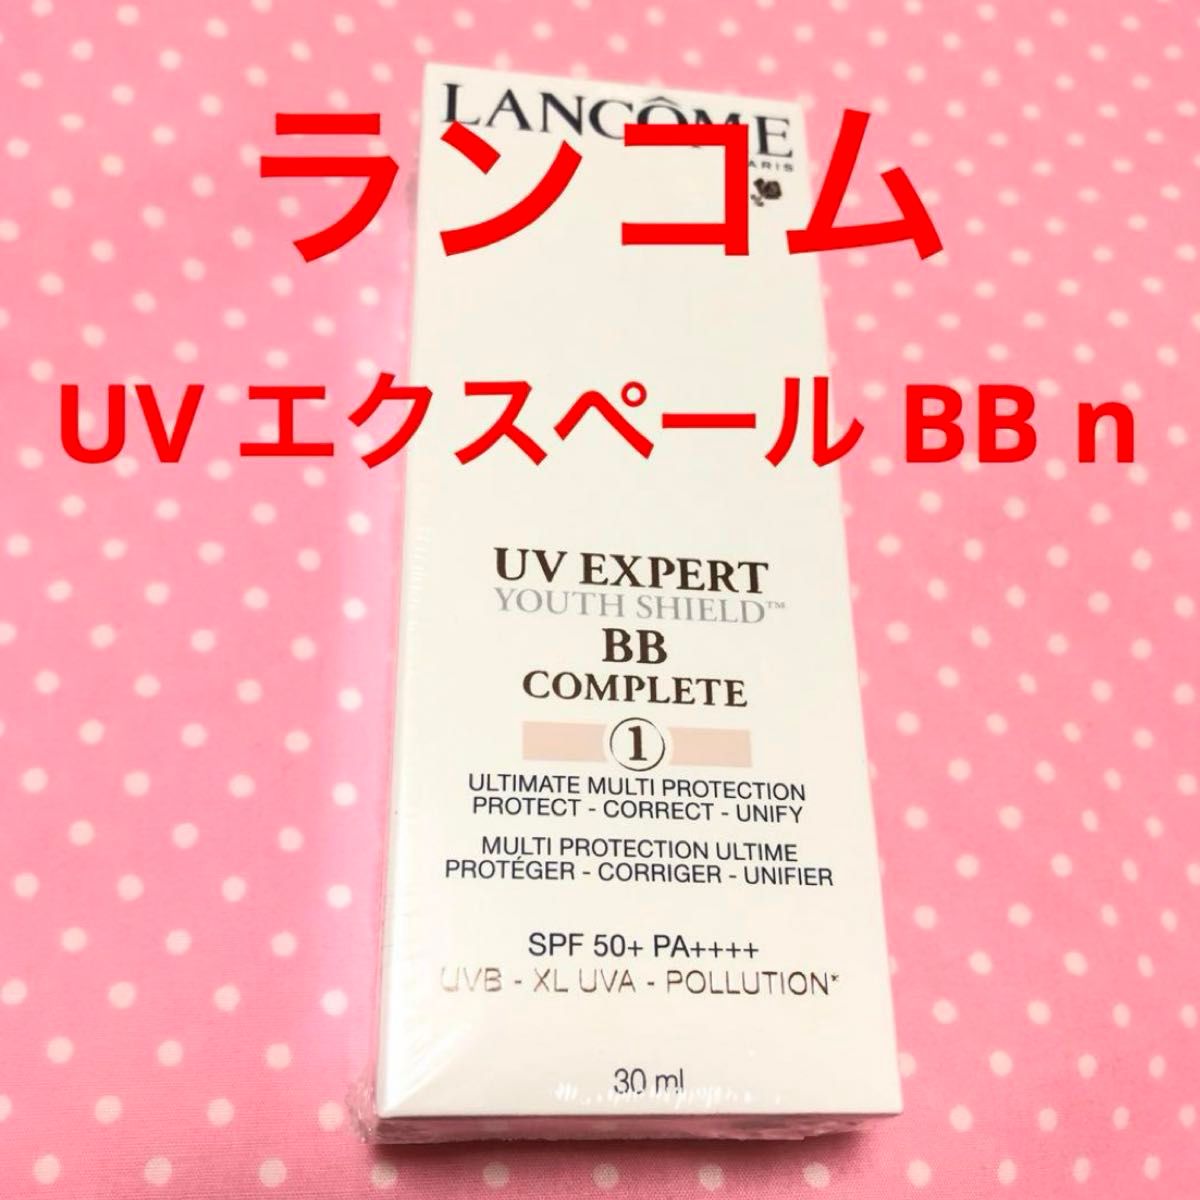 LANCÔME
PARIS
ランコム
UV エクスペール BB n
UV EXPERT
YOUTH SHIELD™
BB
COMPLETE
1
ULTIMATE MULTI PROTECTION
PROTECT - CORRECT - UNIFY
MULTI PROTECTION ULTIME
PROTÉGER - CORRIGER - UNIFIER
SPF 50+ PA++++
UVB - XL UVA - POLLUTION*
30 ml